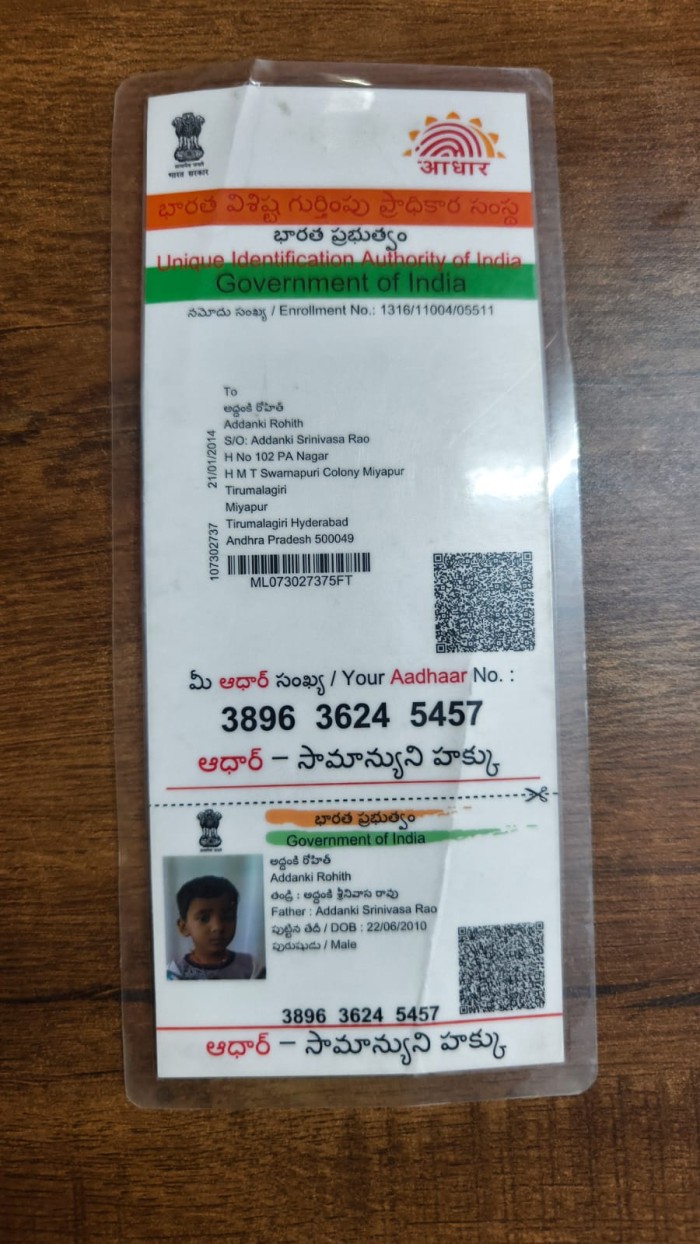 भारत सरकार
आधार
భారత విశిష్ట గుర్తింపు ప్రాధికార సంస్థ
భారత ప్రభుత్వం
Unique Identification Authority of India
Government of India
నమోదు సంఖ్య / Enrollment No.: 1316/11004/05511
To
అద్దంకి రోహిత్
Addanki Rohith
S/O: Addanki Srinivasa Rao
H No 102 PA Nagar
H M T Swarnapuri Colony Miyapur
Tirumalagiri
Miyapur
Tirumalagiri Hyderabad
Andhra Pradesh 500049
21/01/2014
107302737
ML073027375FT
మీ ఆధార్ సంఖ్య / Your Aadhaar No. :
3896 3624 5457
ఆధార్ – సామాన్యుని హక్కు
భారత ప్రభుత్వం
Government of India
అద్దంకి రోహిత్
Addanki Rohith
తండ్రి : అద్దంకి శ్రీనివాస రావు
Father : Addanki Srinivasa Rao
పుట్టిన తేదీ / DOB : 22/06/2010
పురుషుడు / Male
3896 3624 5457
ఆధార్ – సామాన్యుని హక్కు